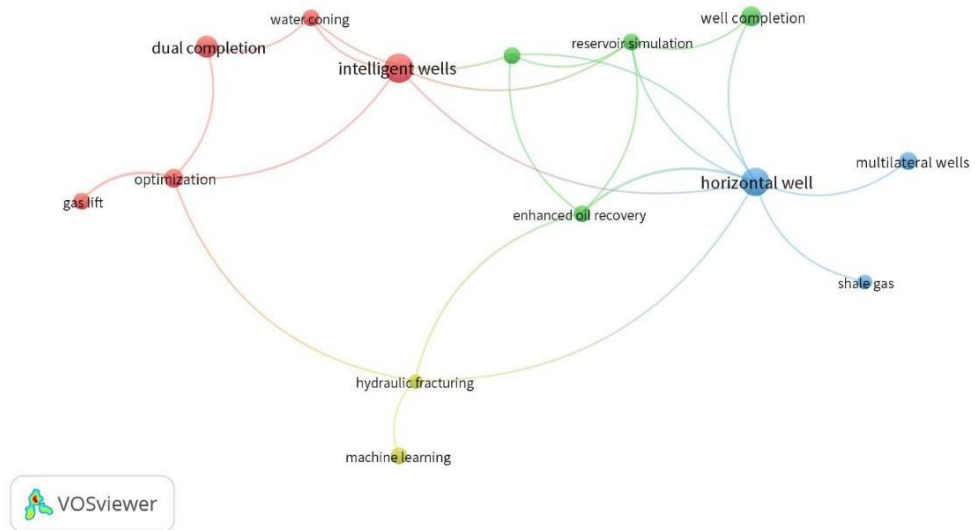 water coning
well completion
dual completion
reservoir simulation
intelligent wells
multilateral wells
optimization
horizontal well
gas lift
enhanced oil recovery
shale gas
hydraulic fracturing
machine learning
VOSviewer